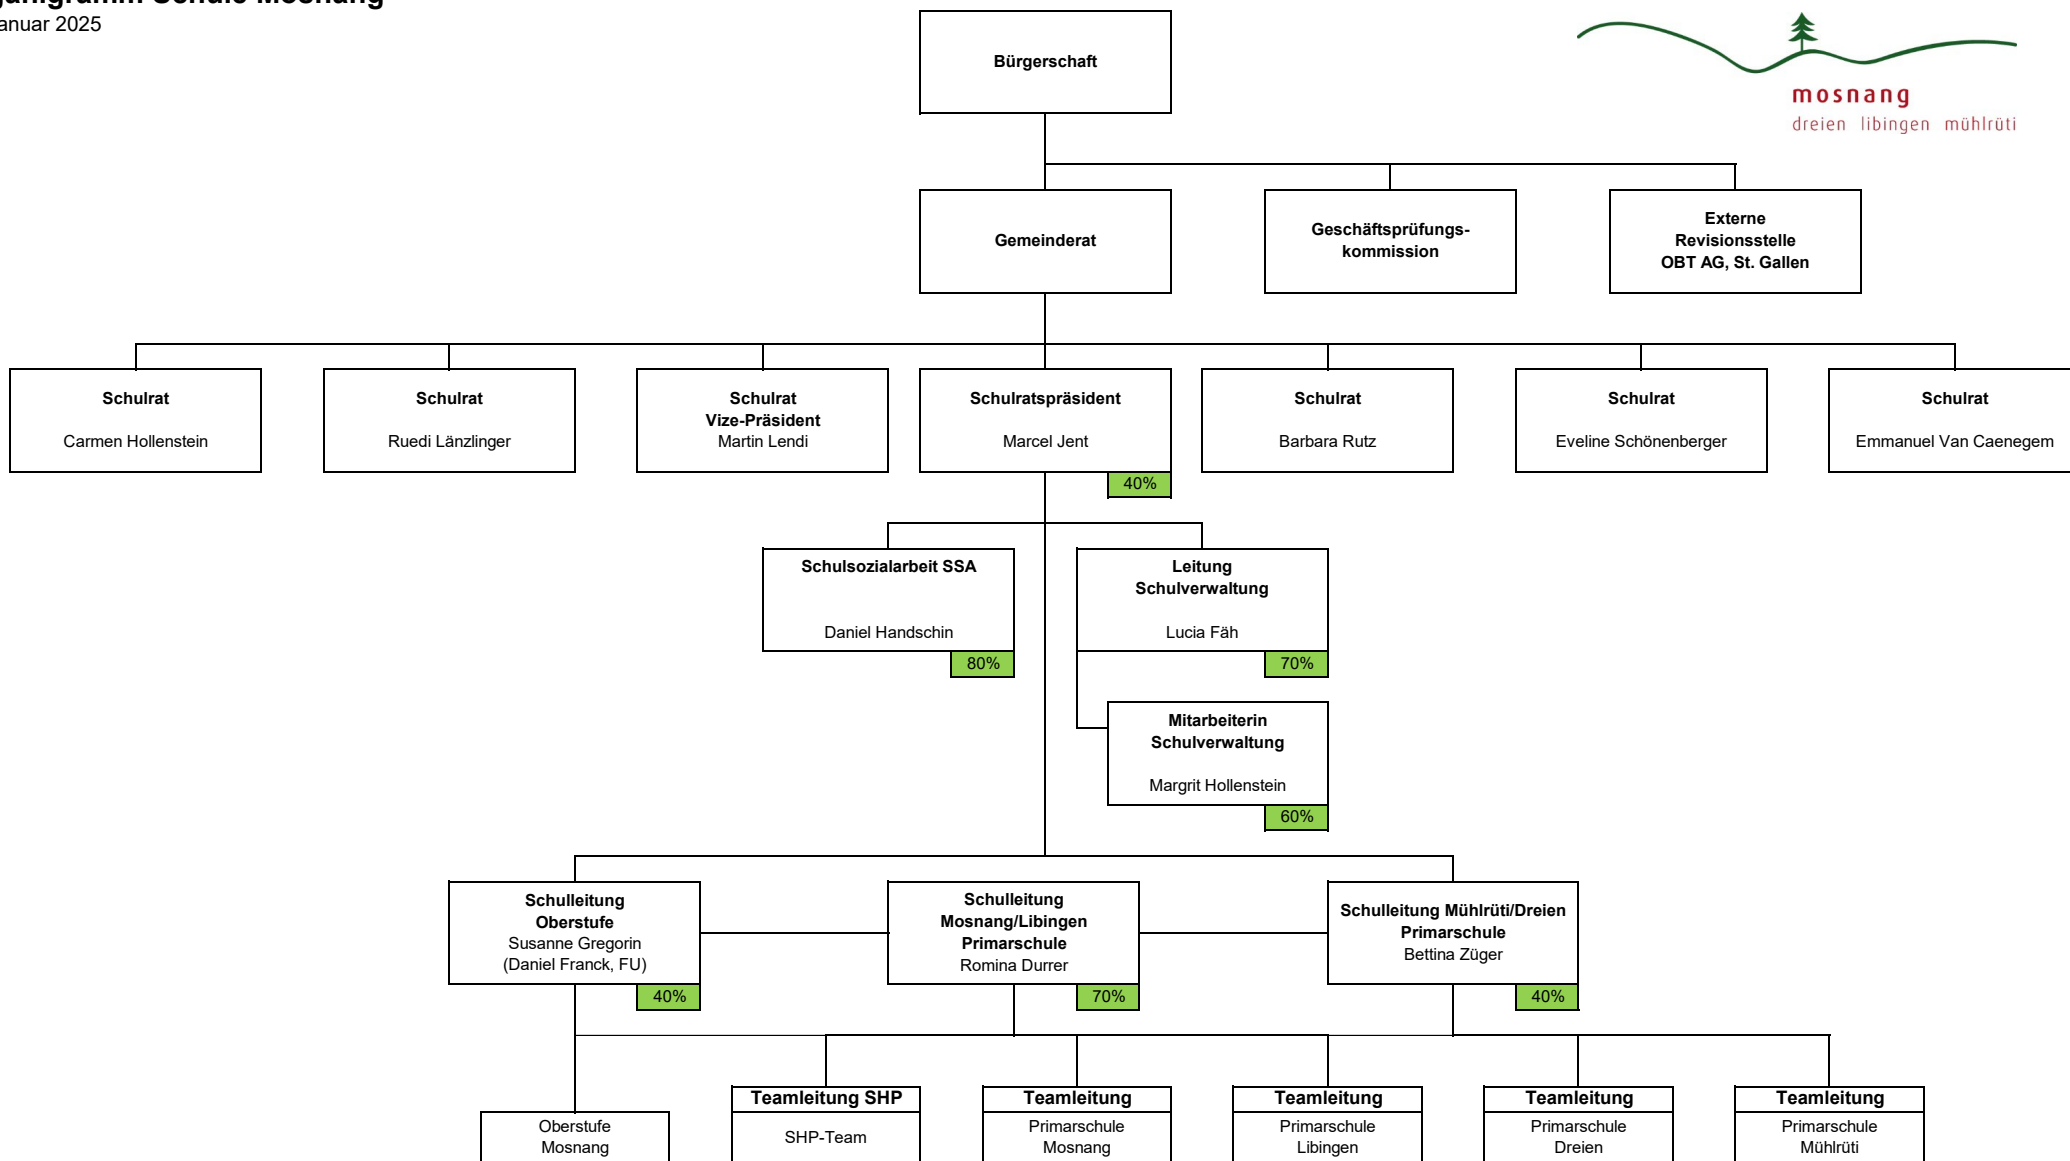 Schule Mosnang
anuar 2025
mosnang
dreien libingen mühlrüti
Bürgerschaft
Gemeinderat
Geschäftsprüfungs-
kommission
Externe
Revisionsstelle
OBT AG, St. Gallen
Schulrat
Carmen Hollenstein
Schulrat
Ruedi Länzlinger
Schulrat
Vize-Präsident
Martin Lendi
Schulratspräsident
Marcel Jent
40%
Schulrat
Barbara Rutz
Schulrat
Eveline Schönenberger
Schulrat
Emmanuel Van Caenegem
Schulsozialarbeit SSA
Daniel Handschin
80%
Leitung
Schulverwaltung
Lucia Fäh
70%
Mitarbeiterin
Schulverwaltung
Margrit Hollenstein
60%
Schulleitung
Oberstufe
Susanne Gregorin
(Daniel Franck, FU)
40%
Schulleitung
Mosnang/Libingen
Primarschule
Romina Durrer
70%
Schulleitung Mühlrüti/Dreien
Primarschule
Bettina Züger
40%
Oberstufe
Mosnang
Teamleitung SHP
SHP-Team
Teamleitung
Primarschule
Mosnang
Teamleitung
Primarschule
Libingen
Teamleitung
Primarschule
Dreien
Teamleitung
Primarschule
Mühlrüti